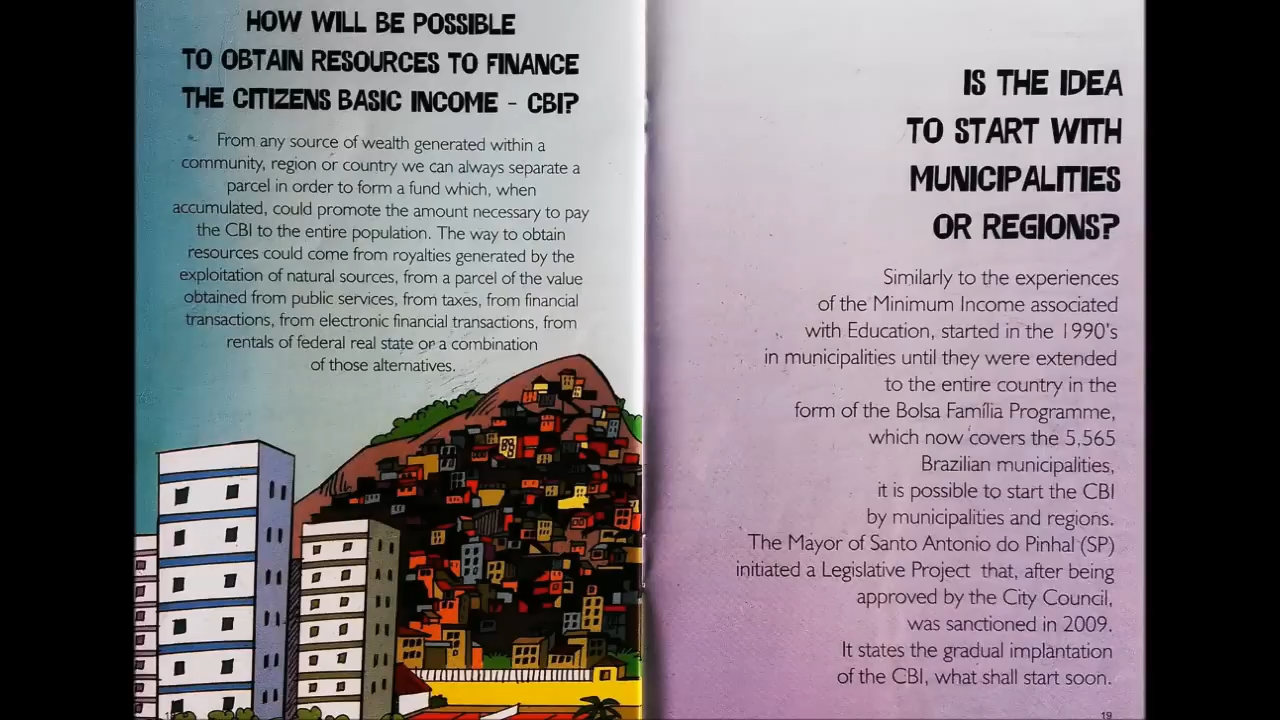 HOW WILL BE POSSIBLE
TO OBTAIN RESOURCES TO FINANCE
THE CITIZENS BASIC INCOME - CBI?
From any source of wealth generated within a
community, region or country we can always separate a
parcel in order to form a fund which, when
accumulated, could promote the amount necessary to pay
the CBI to the entire population. The way to obtain
resources could come from royalties generated by the
exploitation of natural sources, from a parcel of the value
obtained from public services, from taxes, from financial
transactions, from electronic financial transactions, from
rentals of federal real state or a combination
of those alternatives.
IS THE IDEA
TO START WITH
MUNICIPALITIES
OR REGIONS?
Similarly to the experiences
of the Minimum Income associated
with Education, started in the 1990's
in municipalities until they were extended
to the entire country in the
form of the Bolsa Família Programme,
which now covers the 5,565
Brazilian municipalities,
it is possible to start the CBI
by municipalities and regions.
The Mayor of Santo Antonio do Pinhal (SP)
initiated a Legislative Project that, after being
approved by the City Council,
was sanctioned in 2009.
It states the gradual implantation
of the CBI, what shall start soon.
19